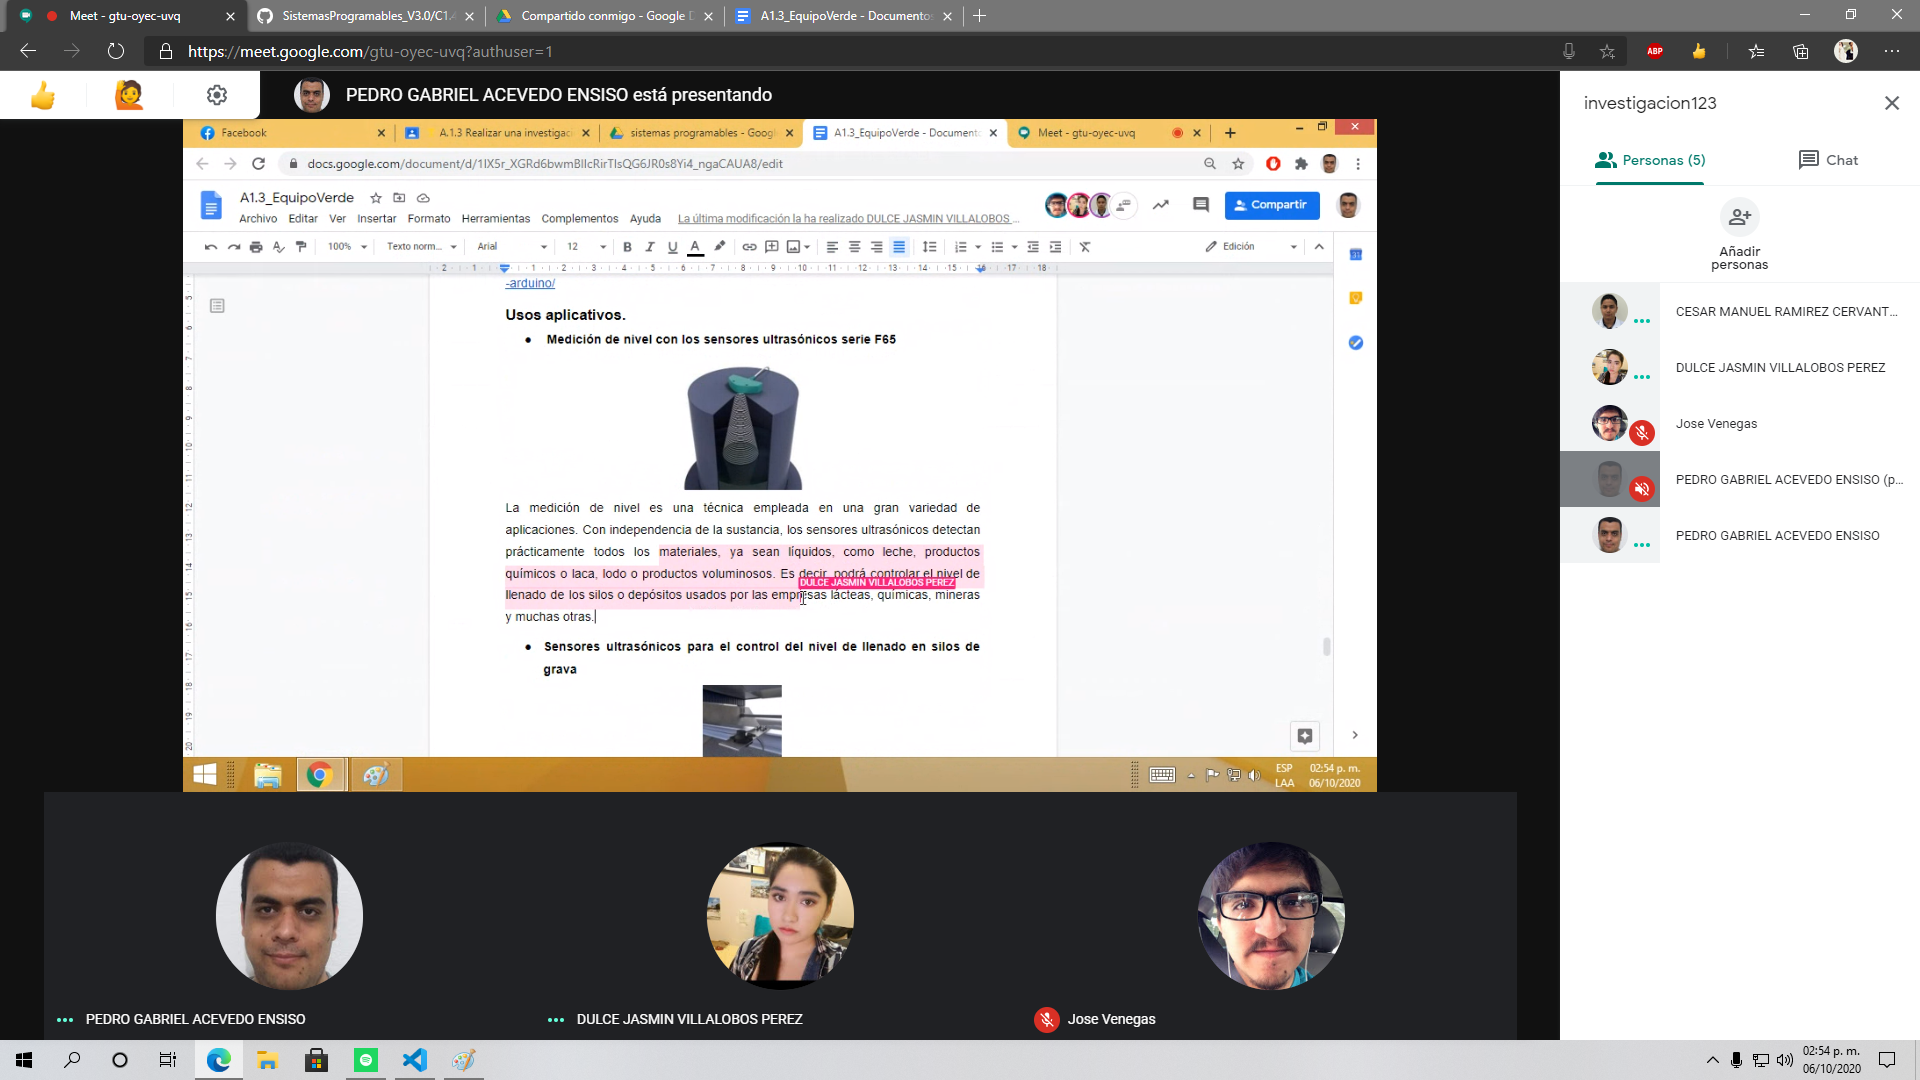 Meet - gtu-oyec-uvq
SistemasProgramables_V3.0/C1.
Compartido conmigo - Google D
A1.3_EquipoVerde - Documento
https://meet.google.com/gtu-oyec-uvq?authuser=1
ABP
PEDRO GABRIEL ACEVEDO ENSISO está presentando
investigacion123
Personas (5)
Chat
Añadir
personas
CESAR MANUEL RAMIREZ CERVANT...
DULCE JASMIN VILLALOBOS PEREZ
Jose Venegas
PEDRO GABRIEL ACEVEDO ENSISO (p...
PEDRO GABRIEL ACEVEDO ENSISO
Facebook
A.1.3 Realizar una investigac
sistemas programables - Google
A1.3_EquipoVerde - Document
Meet - gtu-oyec-uvq
A1.3_EquipoVerde
Archivo Editar Ver Insertar Formato Herramientas Complementos Ayuda
La última modificación la ha realizado DULCE JASMIN VILLALOBOS ...
Compartir
100%
Texto norm...
Arial
12
Edición
-arduino/
Usos aplicativos.
● Medición de nivel con los sensores ultrasónicos serie F65
La medición de nivel es una técnica empleada en una gran variedad de
aplicaciones. Con independencia de la sustancia, los sensores ultrasónicos detectan
prácticamente todos los materiales, ya sean líquidos, como leche, productos
químicos o laca, lodo o productos voluminosos. Es decir, podrá controlar el nivel de
DULCE JASMIN VILLALOBOS PEREZ
llenado de los silos o depósitos usados por las empresas lácteas, químicas, mineras
y muchas otras.
● Sensores ultrasónicos para el control del nivel de llenado en silos de
grava
ESP
LAA
02:54 p. m.
06/10/2020
PEDRO GABRIEL ACEVEDO ENSISO
DULCE JASMIN VILLALOBOS PEREZ
Jose Venegas
02:54 p. m.
06/10/2020